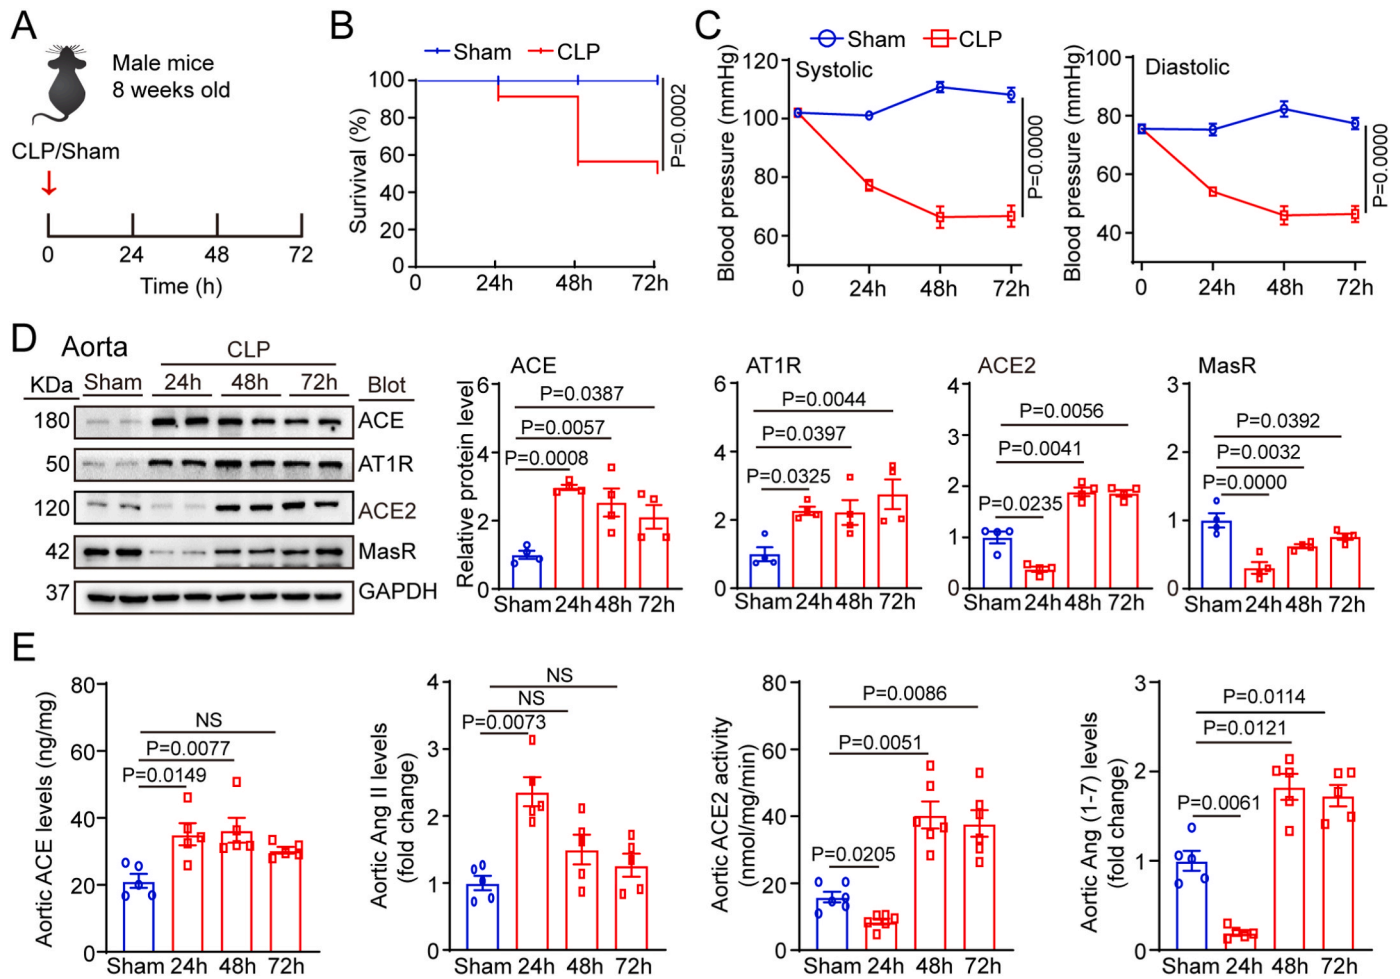 A
Male mice
8 weeks old
CLP/Sham
0 24 48 72
Time (h)
B
Sham CLP
Surivival (%)
100
80
60
40
20
0
0 24h 48h 72h
P=0.0002
C
Sham CLP
Systolic
Blood pressure (mmHg)
120
100
80
60
0 24h 48h 72h
P=0.0000
Diastolic
Blood pressure (mmHg)
100
80
60
40
0 24h 48h 72h
P=0.0000
D
Aorta CLP
KDa Sham 24h 48h 72h Blot
180 ACE
50 AT1R
120 ACE2
42 MasR
37 GAPDH
ACE
Relative protein level
6
4
2
0
P=0.0387
P=0.0057
P=0.0008
Sham 24h 48h 72h
AT1R
6
4
2
0
P=0.0044
P=0.0397
P=0.0325
Sham 24h 48h 72h
ACE2
4
3
2
1
0
P=0.0056
P=0.0041
P=0.0235
Sham 24h 48h 72h
MasR
3
2
1
0
P=0.0392
P=0.0032
P=0.0000
Sham 24h 48h 72h
E
Aortic ACE levels (ng/mg)
80
60
40
20
0
NS
P=0.0077
P=0.0149
Sham 24h 48h 72h
Aortic Ang II levels
(fold change)
4
3
2
1
0
NS
NS
P=0.0073
Sham 24h 48h 72h
Aortic ACE2 activity
(nmol/mg/min)
80
60
40
20
0
P=0.0086
P=0.0051
P=0.0205
Sham 24h 48h 72h
Aortic Ang (1-7) levels
(fold change)
3
2
1
0
P=0.0114
P=0.0121
P=0.0061
Sham 24h 48h 72h